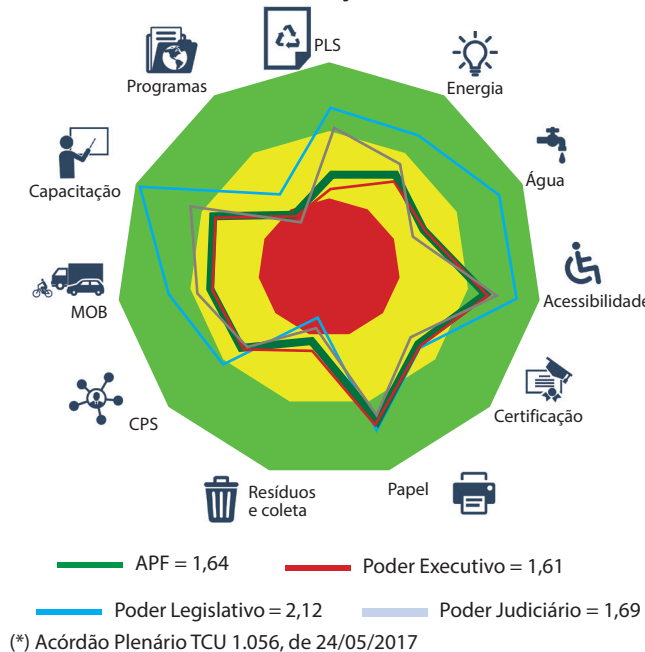 PLS
Programas
Energia
Capacitação
Água
MOB
Acessibilidade
CPS
Certificação
Resíduos
e coleta
Papel
APF = 1,64
Poder Executivo = 1,61
Poder Legislativo = 2,12
Poder Judiciário = 1,69
(*) Acórdão Plenário TCU 1.056, de 24/05/2017